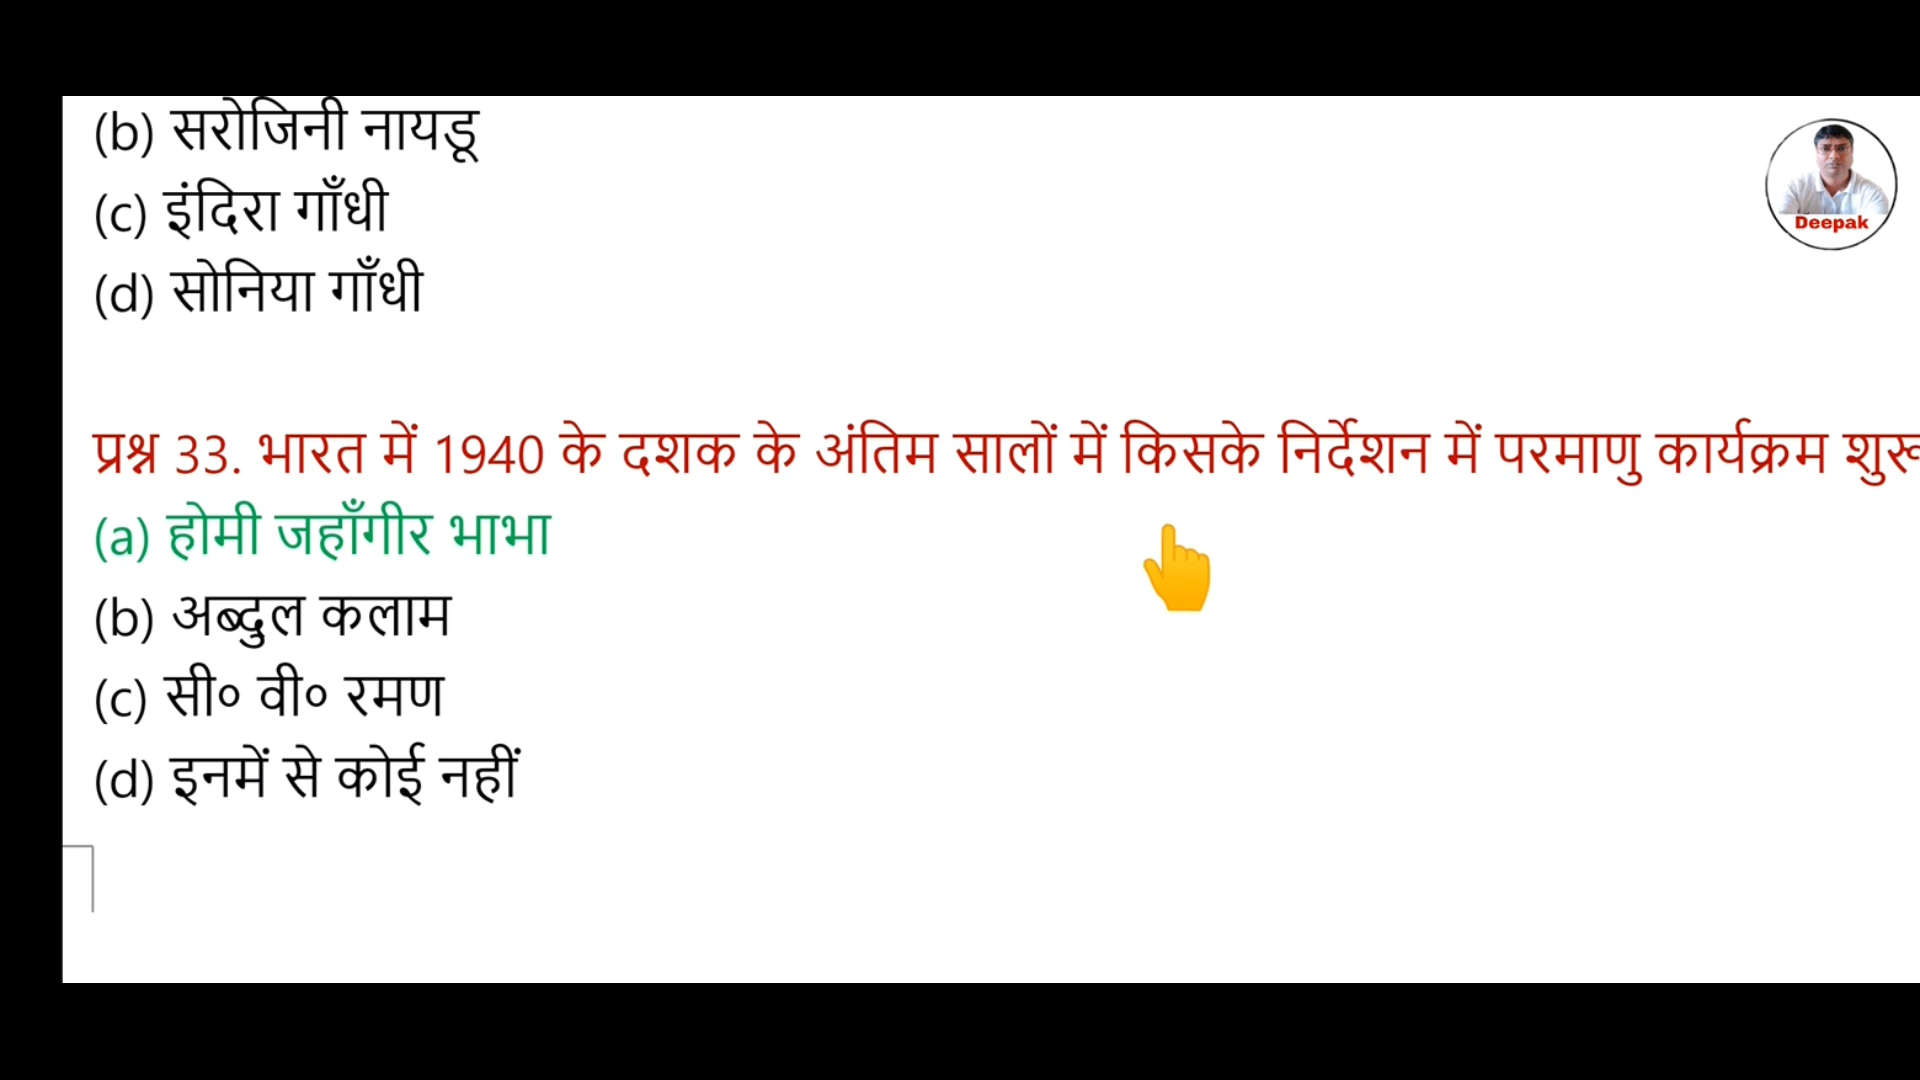 (b) सरोजिनी नायडू
(c) इंदिरा गाँधी
(d) सोनिया गाँधी
Deepak
प्रश्न 33. भारत में 1940 के दशक के अंतिम सालों में किसके निर्देशन में परमाणु कार्यक्रम
(a) होमी जहाँगीर भाभा
(b) अब्दुल कलाम
(c) सी० वी० रमण
(d) इनमें से कोई नहीं